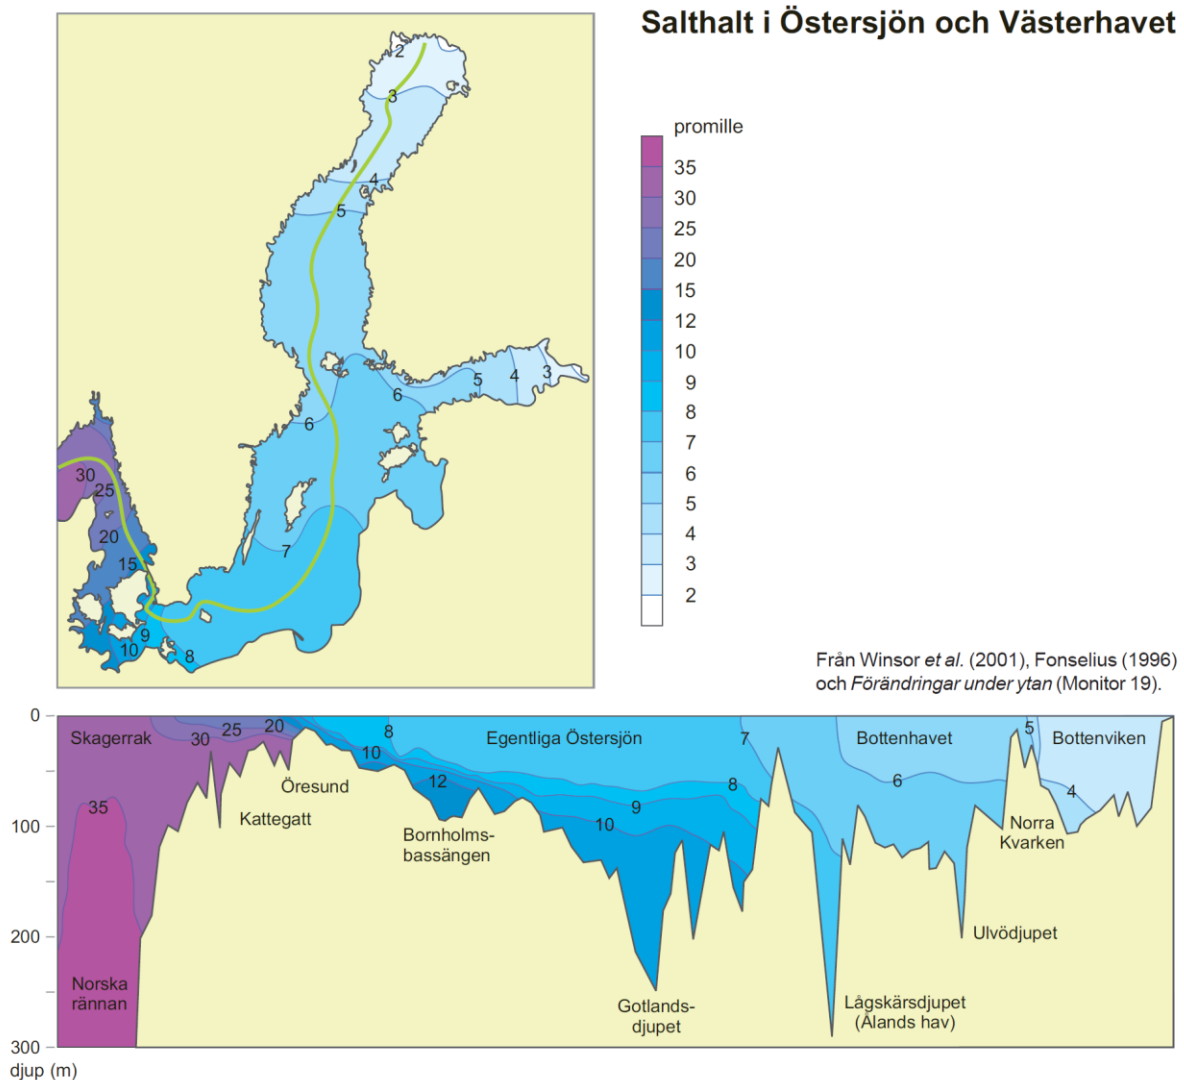 Salthalt i Östersjön och Västerhavet
promille
35
30
25
20
15
12
10
9
8
7
6
5
4
3
2
2
3
4
5
6
6
5
4
3
7
30
25
20
15
9
10
8
Från Winsor et al. (2001), Fonselius (1996)
och Förändringar under ytan (Monitor 19).
0
100
200
300
djup (m)
Skagerrak
30
25
20
35
Norska
rännan
Kattegatt
Öresund
8
10
12
Bornholms-
bassängen
Egentliga Östersjön
7
8
9
10
Gotlands-
djupet
Bottenhavet
6
Lågskärsdjupet
(Ålands hav)
Ulvödjupet
5
Bottenviken
4
Norra
Kvarken